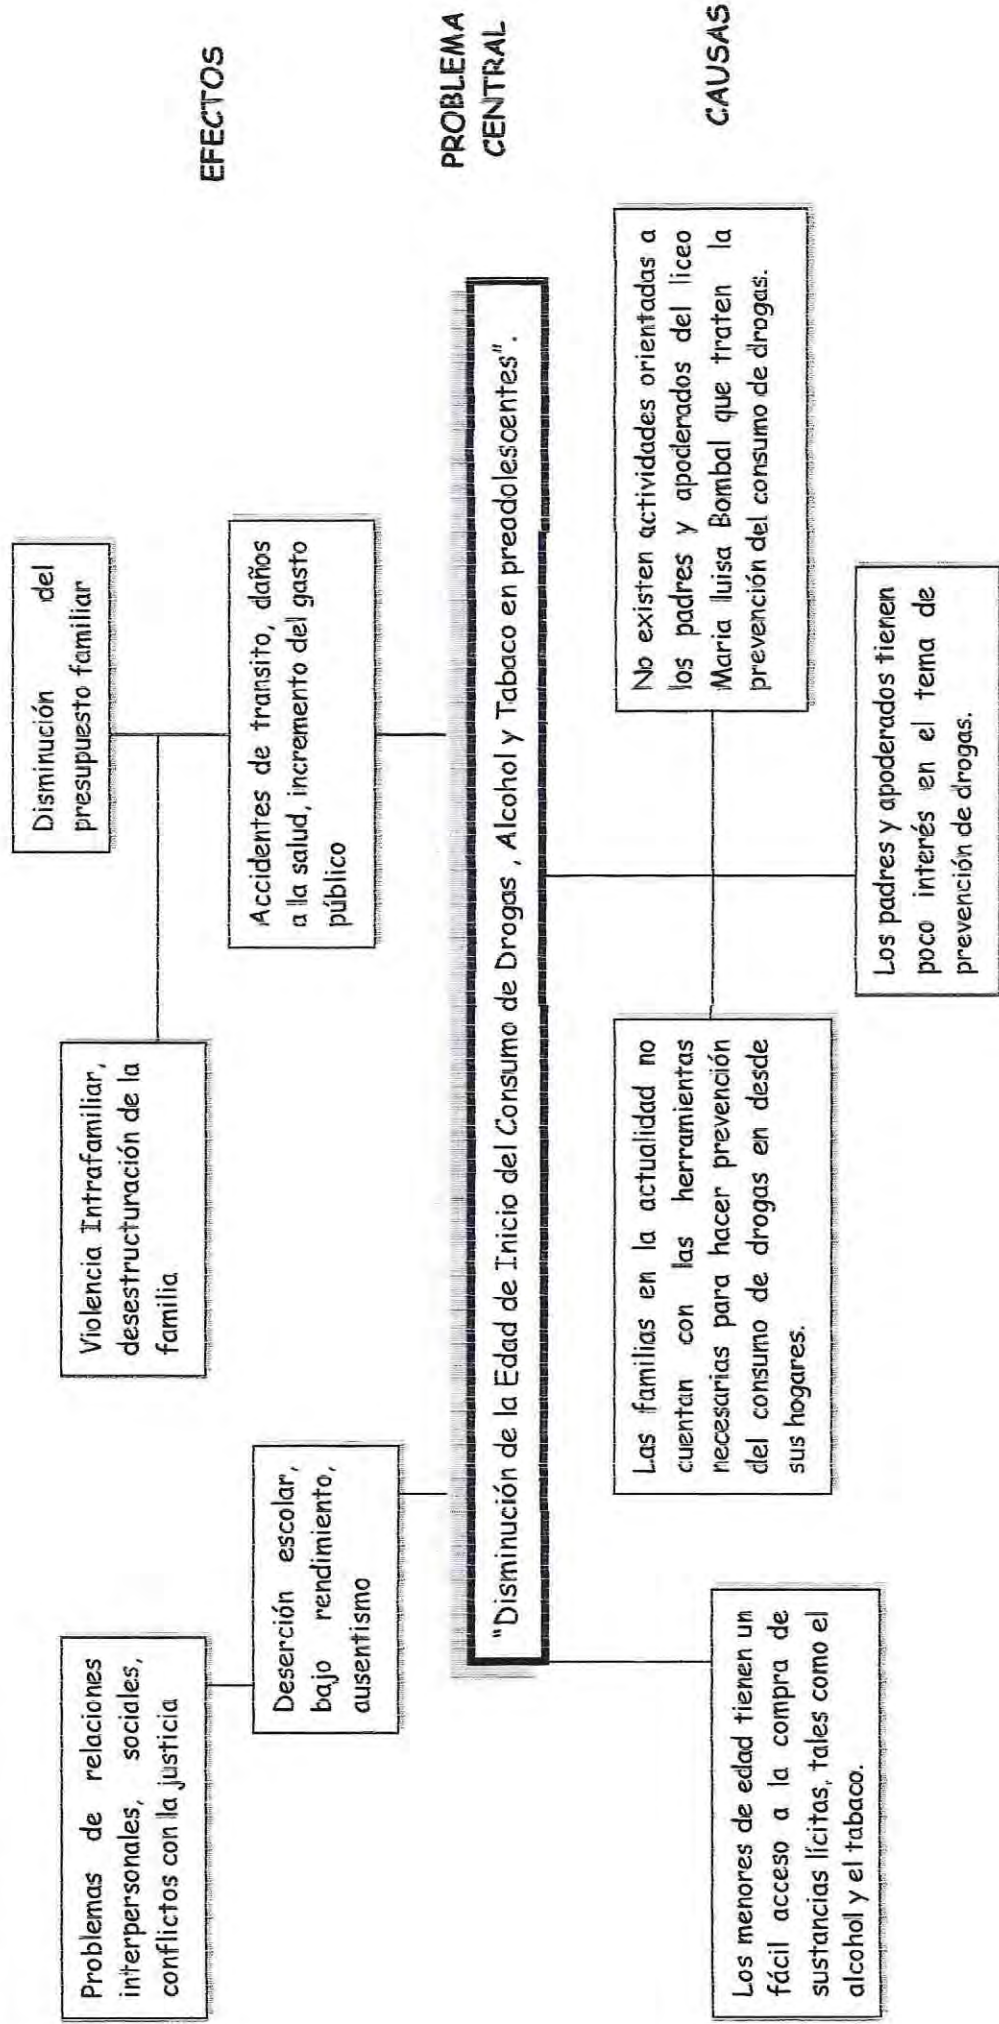 Problemas de relaciones
interpersonales, sociales,
conflictos con la justicia
Violencia Intrafamiliar,
desestructuración de la
familia
Disminución del
presupuesto familiar
EFECTOS
Deserción escolar,
bajo rendimiento,
ausentismo
Accidentes de transito, daños
a la salud, incremento del gasto
público
PROBLEMA
CENTRAL
"Disminución de la Edad de Inicio del Consumo de Drogas , Alcohol y Tabaco en preadolescentes".
CAUSAS
Los menores de edad tienen un
fácil acceso a la compra de
sustancias lícitas, tales como el
alcohol y el tabaco.
Las familias en la actualidad no
cuentan con las herramientas
necesarias para hacer prevención
del consumo de drogas en desde
sus hogares.
No existen actividades orientadas a
los padres y apoderados del liceo
Maria luisa Bombal que traten la
prevención del consumo de drogas.
Los padres y apoderados tienen
poco interés en el tema de
prevención de drogas.